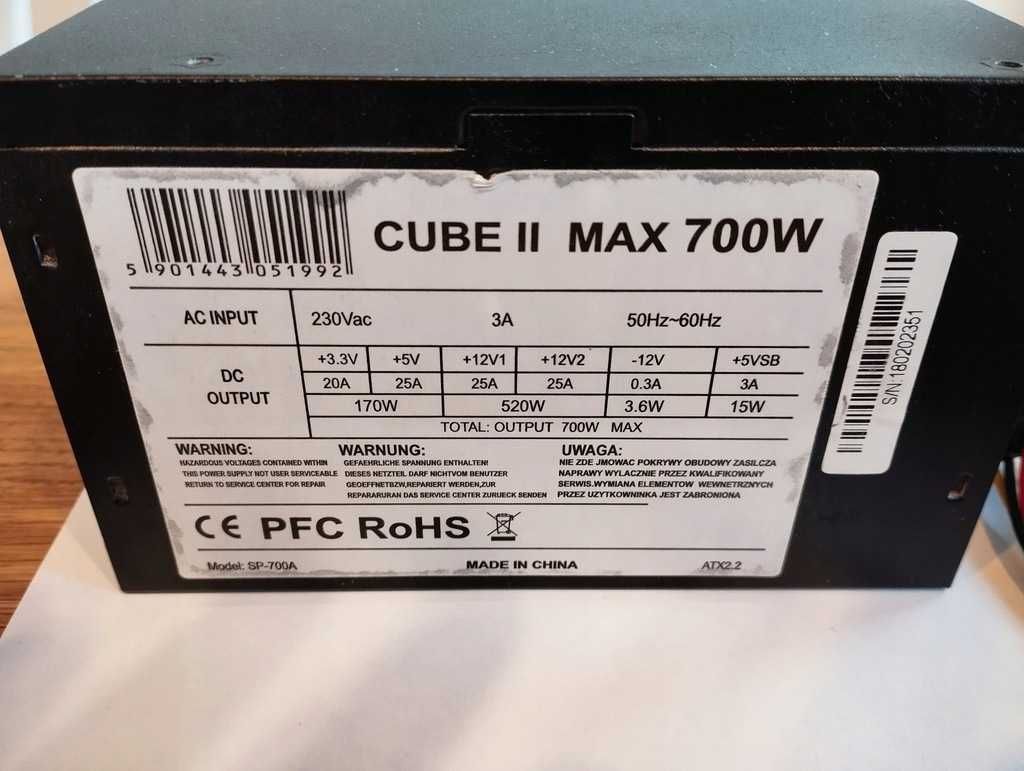 CUBE II MAX 700W
5 901443 051992
AC INPUT 230Vac 3A 50Hz~60Hz
DC OUTPUT
+3.3V +5V +12V1 +12V2 -12V +5VSB
20A 25A 25A 25A 0.3A 3A
170W 520W 3.6W 15W
TOTAL: OUTPUT 700W MAX
WARNING:
HAZARDOUS VOLTAGES CONTAINED WITHIN
THIS POWER SUPPLY NOT USER SERVICEABLE
RETURN TO SERVICE CENTER FOR REPAIR
WARNUNG:
GEFAEHRLICHE SPANNUNG ENTHALTEN!
DIESES NETZTEIL DARF NICHTVOM BENUTZER
GEOEFFNETBZW,REPARIERT WERDEN,ZUR
REPARARURAN DAS SERVICE CENTER ZURUECK SENDEN
UWAGA:
NIE ZDE JMOWAC POKRYWY OBUDOWY ZASILCZA
NAPRAWY WYLACZNIE PRZEZ KWALIFIKOWANY
SERWIS.WYMIANA ELEMENTOW WEWNETRZNYCH
PRZEZ UZYTKOWNINKA JEST ZABRONIONA
CE PFC RoHS
Model: SP-700A MADE IN CHINA ATX2.2
S/N:180202351